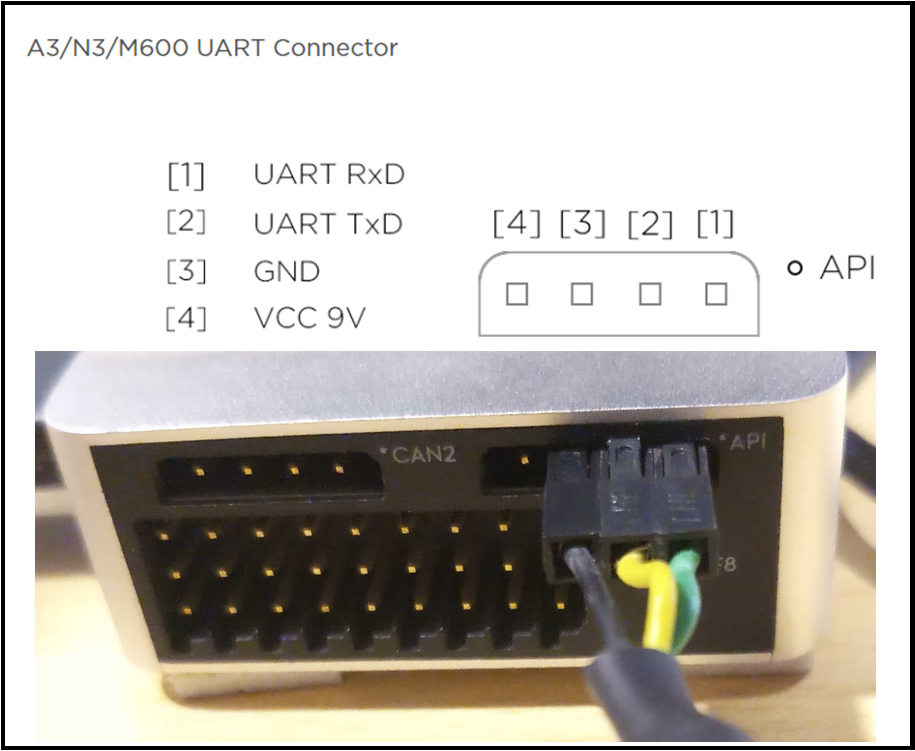 A3/N3/M600 UART Connector
[1] UART RxD
[2] UART TxD
[3] GND
[4] VCC 9V
[4] [3] [2] [1]
API
CAN2
API